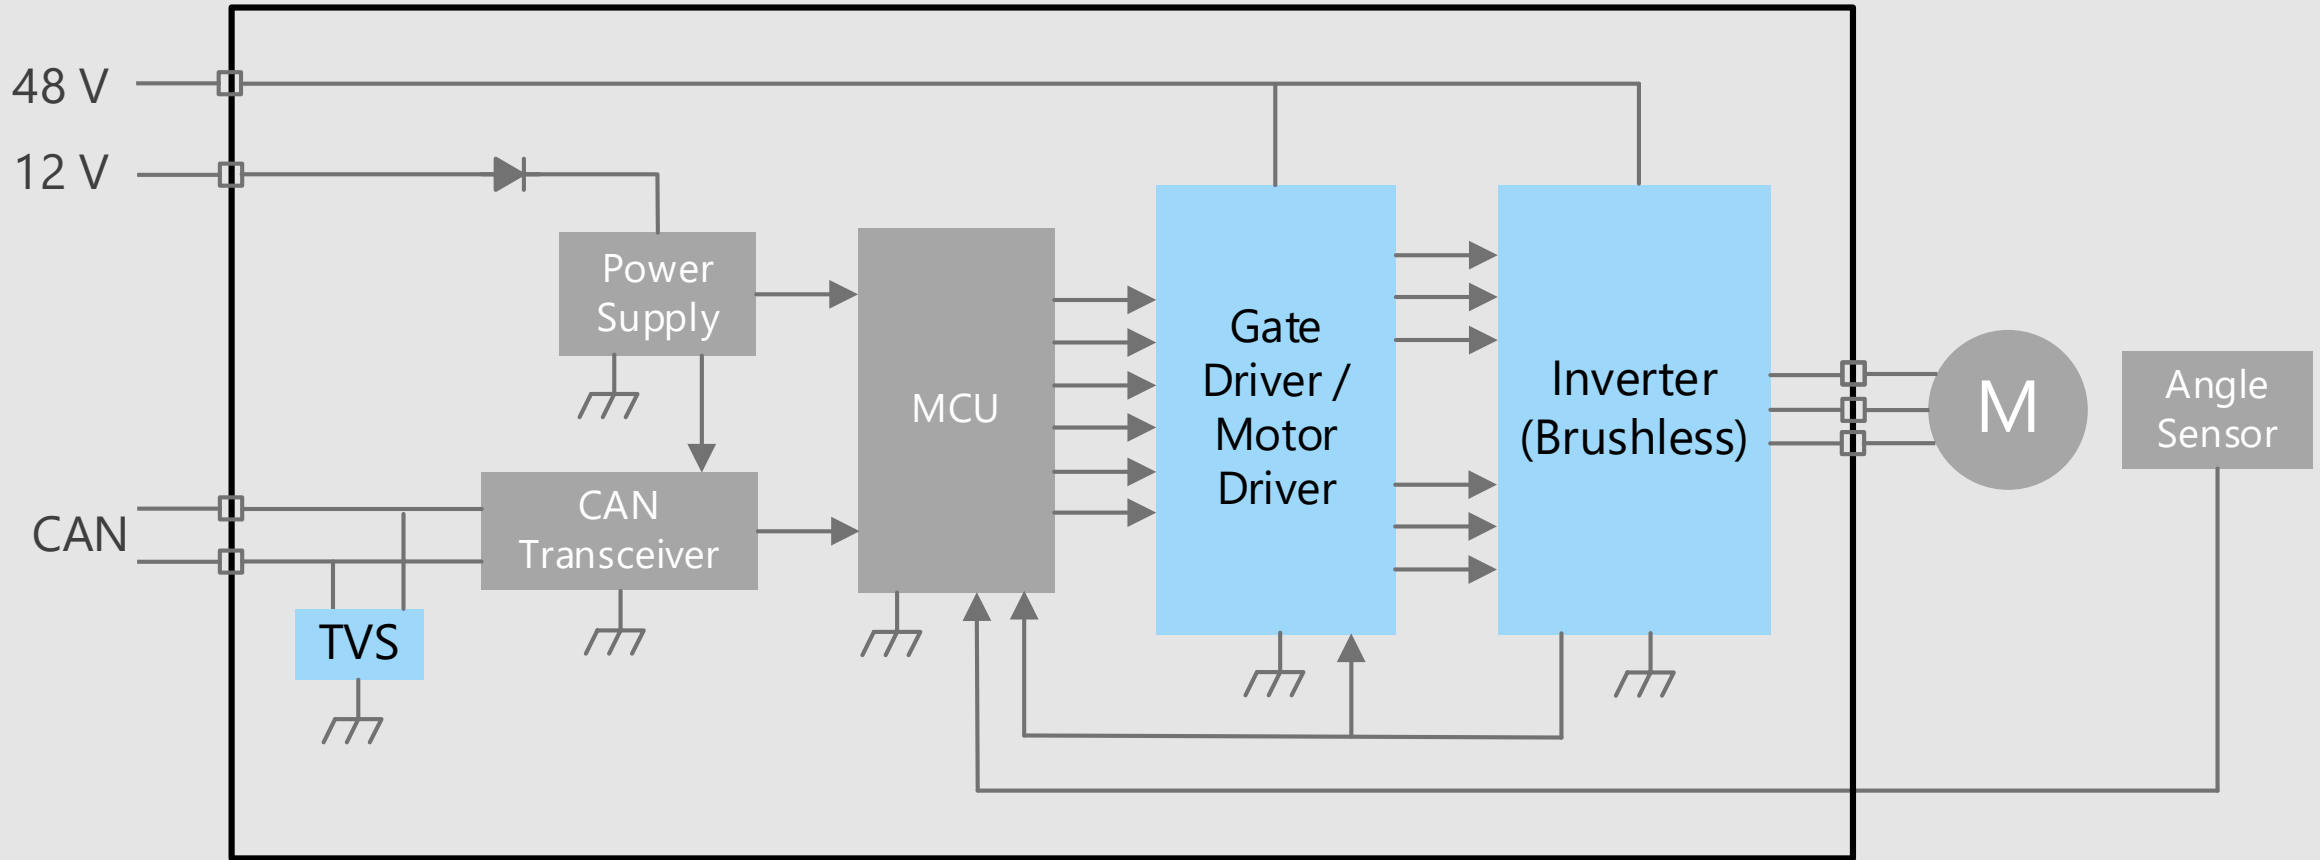 48 V
12 V
Power
Supply
MCU
Gate
Driver /
Motor
Driver
Inverter
(Brushless)
M
Angle
Sensor
CAN
CAN
Transceiver
TVS